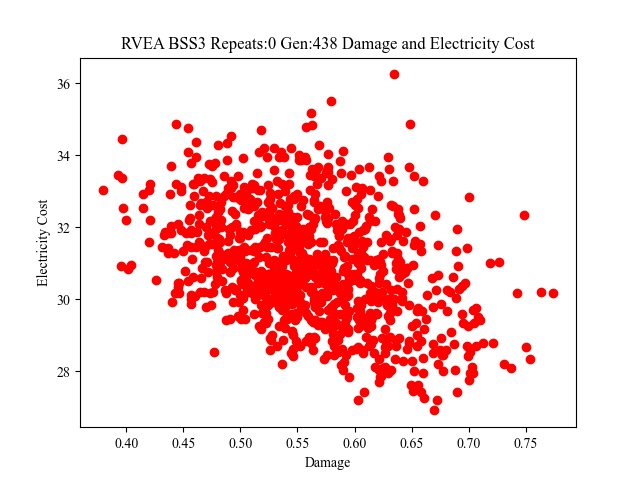 RVEA BSS3 Repeats:0 Gen:438 Damage and Electricity Cost
36
34
32
30
28
Electricity Cost
0.40 0.45 0.50 0.55 0.60 0.65 0.70 0.75
Damage